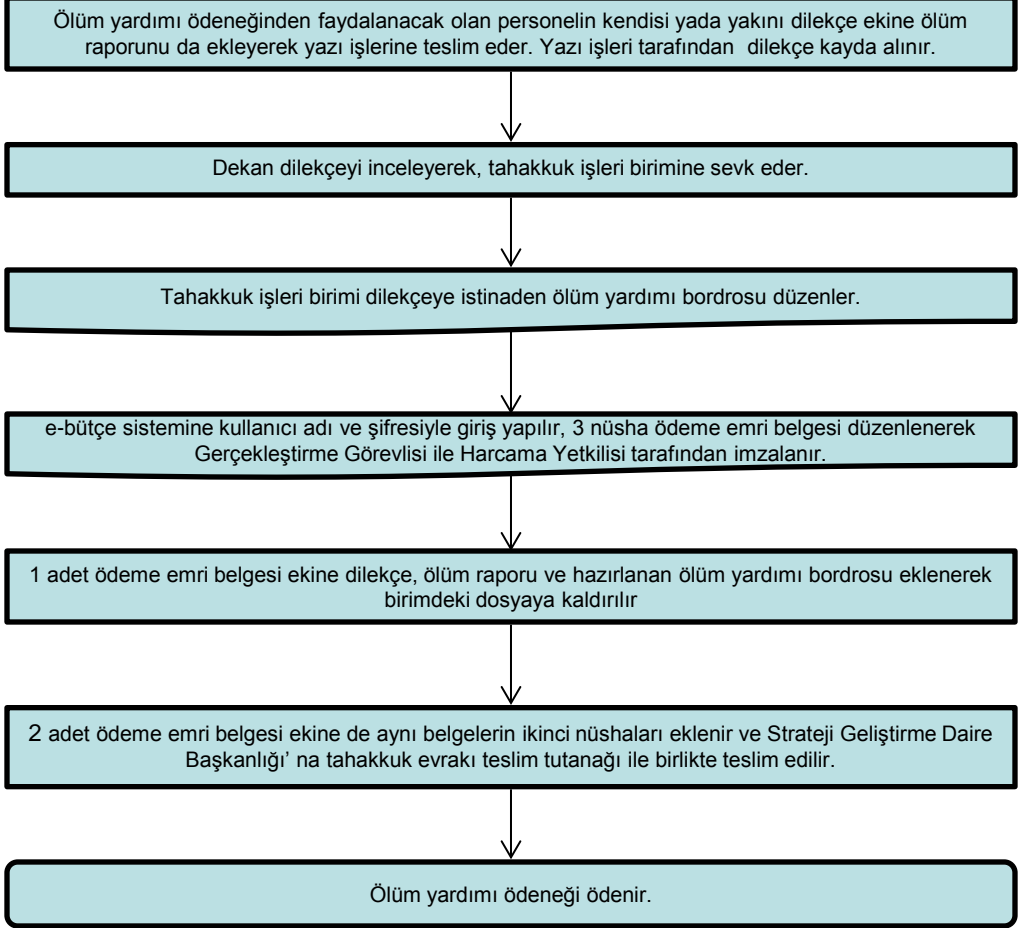 Ölüm yardımı ödeneğinden faydalanacak olan personelin kendisi yada yakını dilekçe ekine ölüm
raporunu da ekleyerek yazı işlerine teslim eder. Yazı işleri tarafından dilekçe kayda alınır.
Dekan dilekçeyi inceleyerek, tahakkuk işleri birimine sevk eder.
Tahakkuk işleri birimi dilekçeye istinaden ölüm yardımı bordrosu düzenler.
e-bütçe sistemine kullanıcı adı ve şifresiyle giriş yapılır, 3 nüsha ödeme emri belgesi düzenlenerek
Gerçekleştirme Görevlisi ile Harcama Yetkilisi tarafından imzalanır.
1 adet ödeme emri belgesi ekine dilekçe, ölüm raporu ve hazırlanan ölüm yardımı bordrosu eklenerek
birimdeki dosyaya kaldırılır
2 adet ödeme emri belgesi ekine de aynı belgelerin ikinci nüshaları eklenir ve Strateji Geliştirme Daire
Başkanlığı’ na tahakkuk evrakı teslim tutanağı ile birlikte teslim edilir.
Ölüm yardımı ödeneği ödenir.